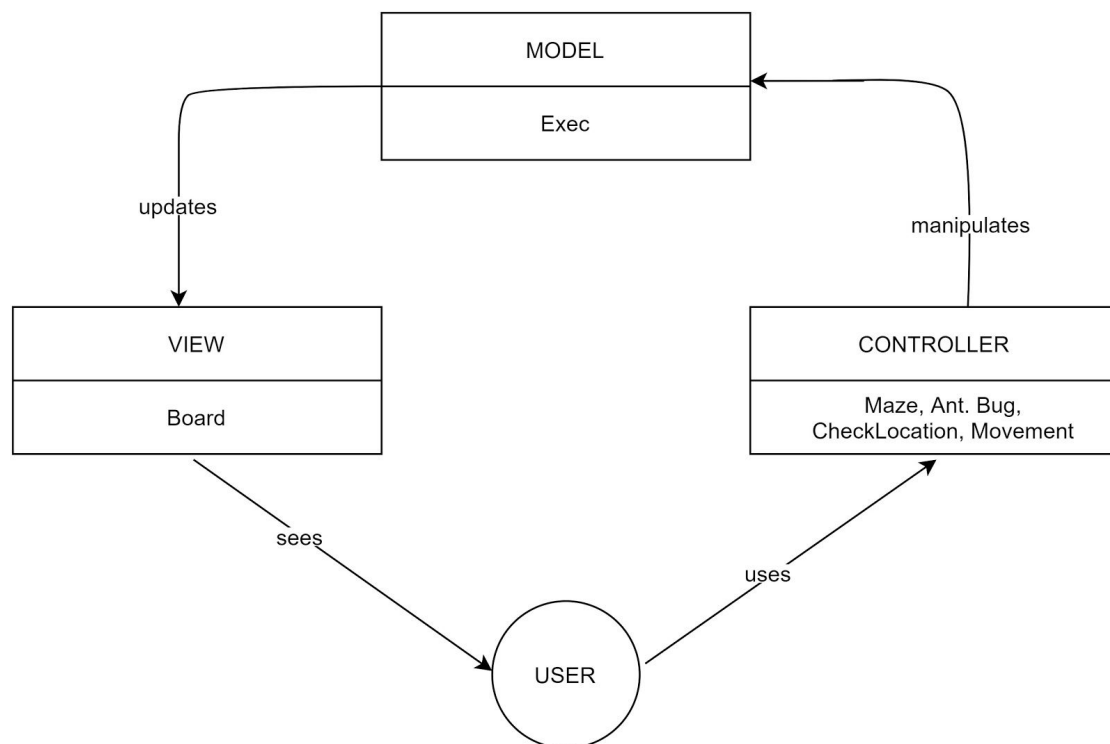 MODEL
Exec
updates
manipulates
VIEW
Board
CONTROLLER
Maze, Ant. Bug,
CheckLocation, Movement
sees
uses
USER